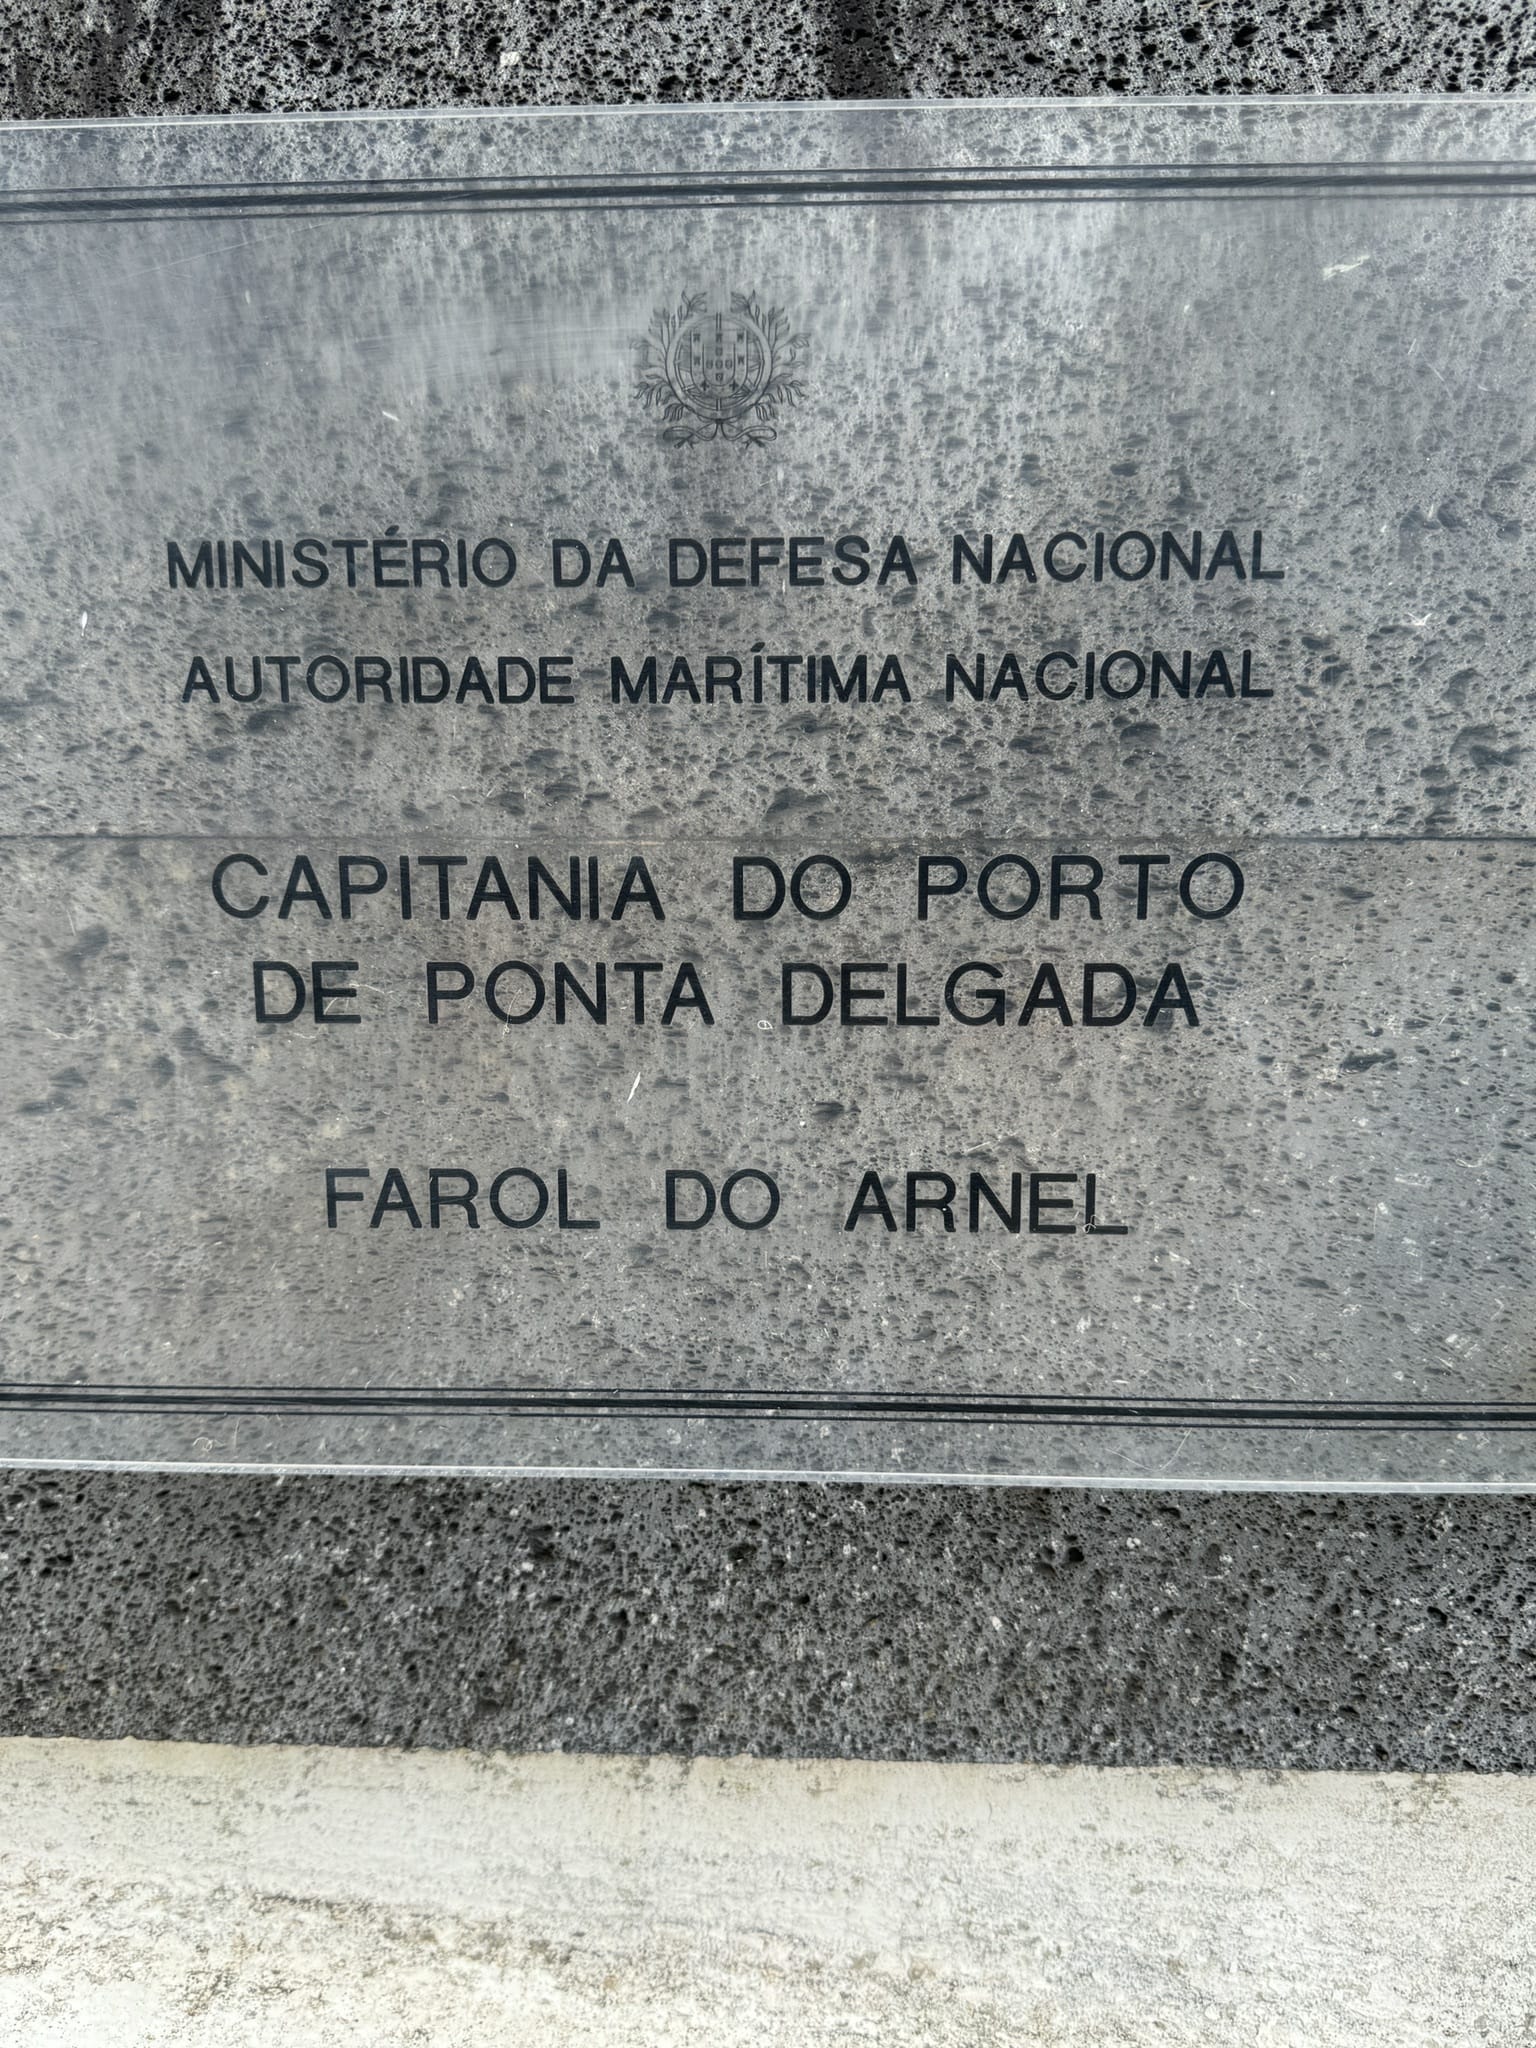 MINISTÉRIO DA DEFESA NACIONAL
AUTORIDADE MARÍTIMA NACIONAL
CAPITANIA DO PORTO
DE PONTA DELGADA
FAROL DO ARNEL